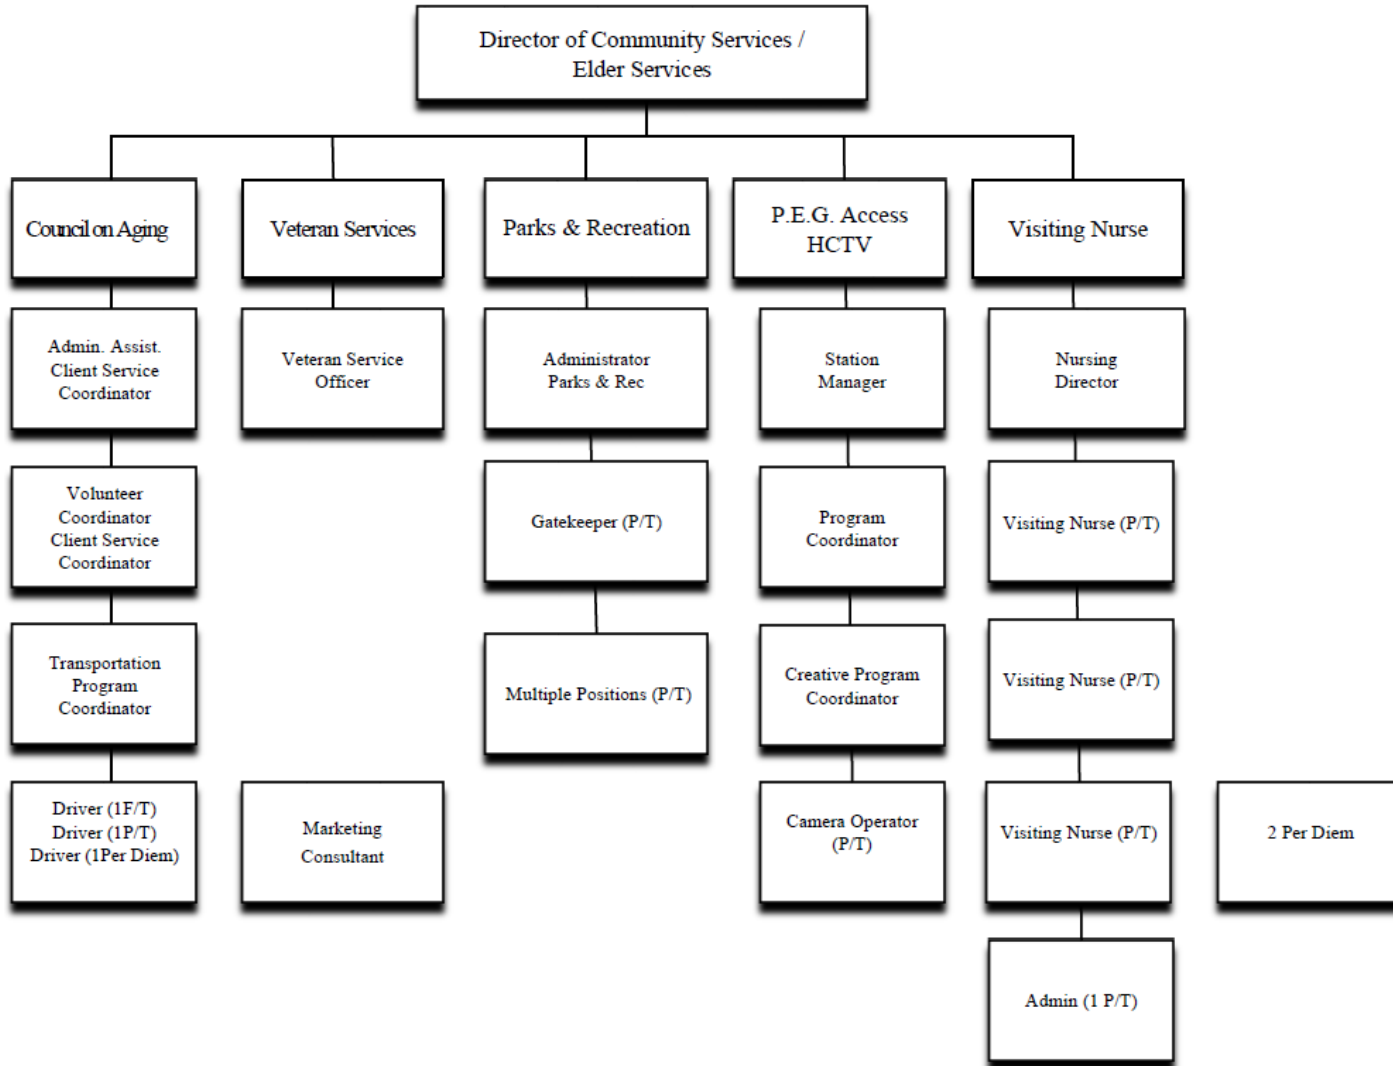 Director of Community Services /
Elder Services
Council on Aging
Veteran Services
Parks & Recreation
P.E.G. Access
HCTV
Visiting Nurse
Admin. Assist.
Client Service
Coordinator
Veteran Service
Officer
Administrator
Parks & Rec
Station
Manager
Nursing
Director
Volunteer
Coordinator
Client Service
Coordinator
Gatekeeper (P/T)
Program
Coordinator
Visiting Nurse (P/T)
Transportation
Program
Coordinator
Multiple Positions (P/T)
Creative Program
Coordinator
Visiting Nurse (P/T)
Driver (1F/T)
Driver (1P/T)
Driver (1Per Diem)
Marketing
Consultant
Camera Operator
(P/T)
Visiting Nurse (P/T)
2 Per Diem
Admin (1 P/T)